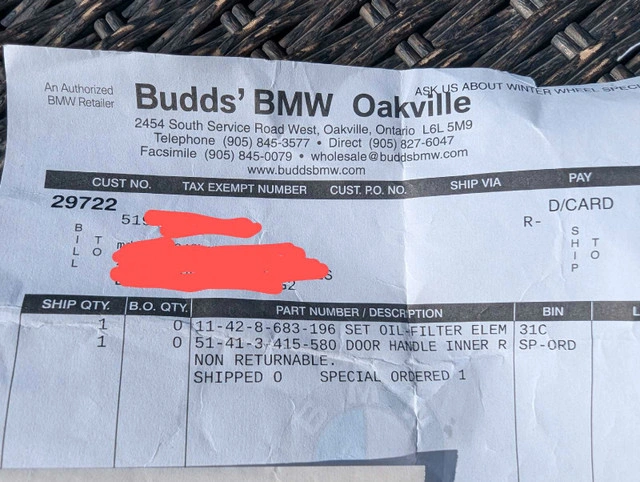 An Authorized
BMW Retailer
Budds' BMW Oakville
ASK US ABOUT WINTER WHEEL
2454 South Service Road West, Oakville, Ontario L6L 5M9
Telephone (905) 845-3577 • Direct (905) 827-6047
Facsimile (905) 845-0079 • wholesale@buddsbmw.com
www.buddsbmw.com
CUST NO. TAX EXEMPT NUMBER CUST. P.O. NO. SHIP VIA PAY
29722 D/CARD
519 R-
BILL TO SHIP TO
SHIP QTY. B.O. QTY. PART NUMBER / DESCRIPTION BIN
1 0 11-42-8-683-196 SET OIL-FILTER ELEM 31C
1 0 51-41-3-415-580 DOOR HANDLE INNER R SP-ORD
NON RETURNABLE.
SHIPPED 0 SPECIAL ORDERED 1
BMW